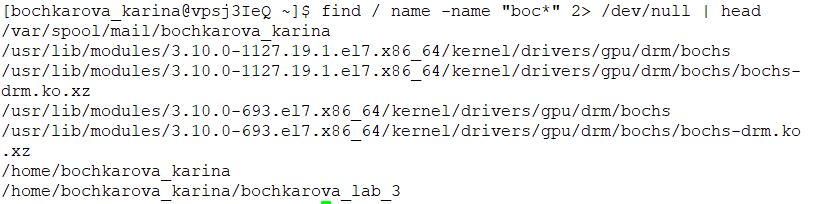 [bochkarova_karina@vpsj3IeQ ~]$ find / name -name "boc*" 2> /dev/null | head
/var/spool/mail/bochkarova_karina
/usr/lib/modules/3.10.0-1127.19.1.el7.x86_64/kernel/drivers/gpu/drm/bochs
/usr/lib/modules/3.10.0-1127.19.1.el7.x86_64/kernel/drivers/gpu/drm/bochs/bochs-
drm.ko.xz
/usr/lib/modules/3.10.0-693.el7.x86_64/kernel/drivers/gpu/drm/bochs
/usr/lib/modules/3.10.0-693.el7.x86_64/kernel/drivers/gpu/drm/bochs/bochs-drm.ko
.xz
/home/bochkarova_karina
/home/bochkarova_karina/bochkarova_lab_3